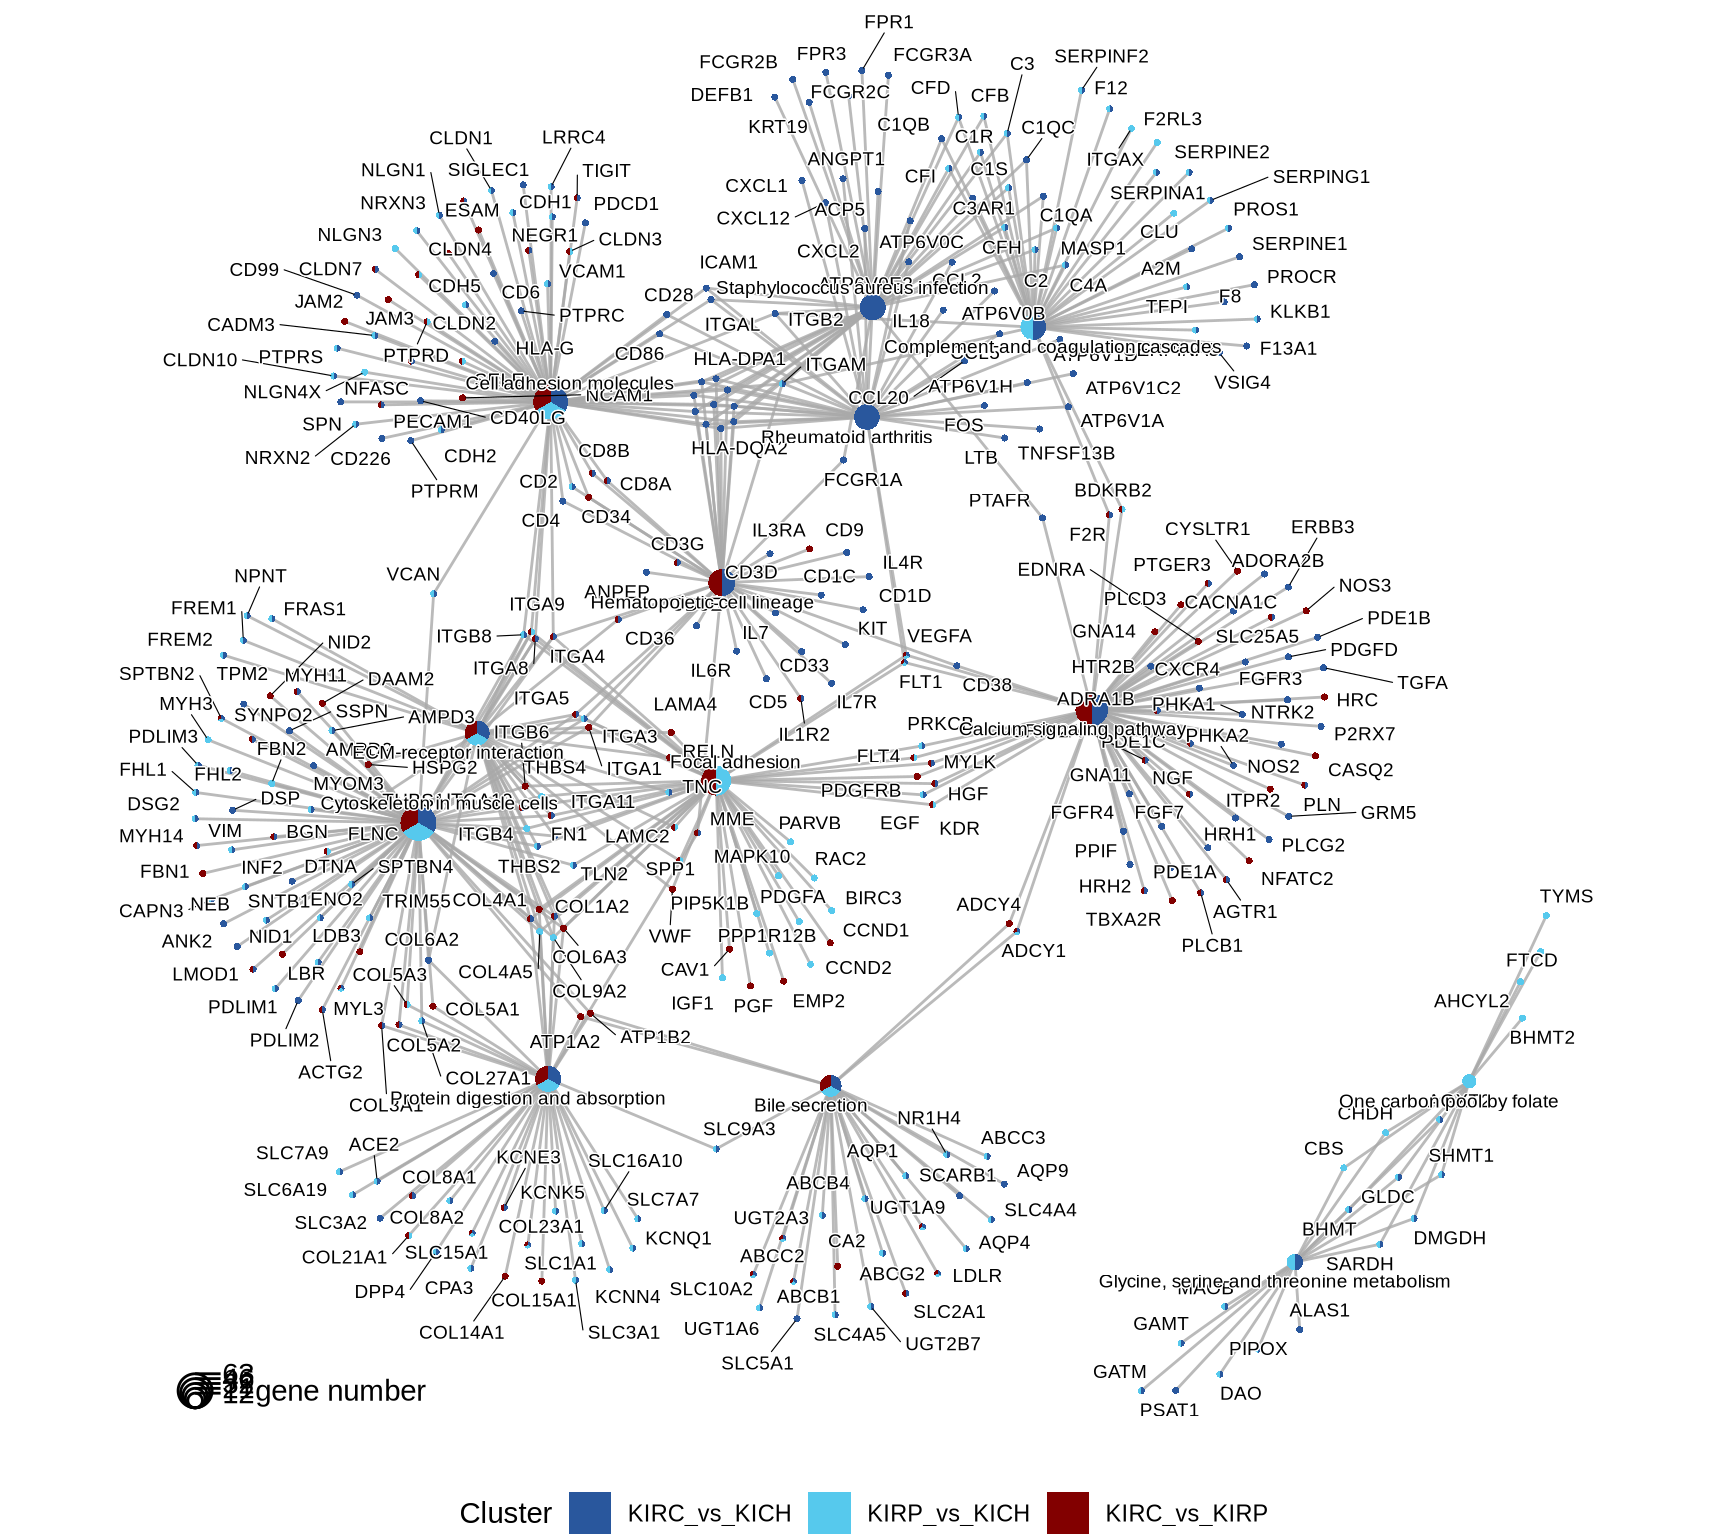 FPR1
FCGR2B
FPR3
FCGR3A
C3
SERPINF2
DEFB1
FCGR2C
CFD
CFB
F12
KRT19
C1QB
C1R
C1QC
F2RL3
CLDN1
LRRC4
NLGN1
SIGLEC1
TIGIT
ANGPT1
CFI
C1S
ITGAX
SERPINE2
CXCL1
SERPINA1
SERPING1
NRXN3
ESAM
CDH1
PDCD1
CXCL12
ACP5
C3AR1
C1QA
PROS1
NLGN3
CLDN4
NEGR1
CLDN3
CXCL2
ATP6V0C
CFH
MASP1
CLU
SERPINE1
CD99
CLDN7
CDH5
CD6
VCAM1
ICAM1
CCL2
C2
C4A
A2M
PROCR
Staphylococcus aureus infection
JAM2
JAM3
CLDN2
PTPRC
CD28
ITGAL
ITGB2
IL18
ATP6V0B
TFPI
F8
KLKB1
CADM3
CLDN10
PTPRS
PTPRD
HLA-G
CD86
HLA-DPA1
ITGAM
Complement and coagulation cascades
F13A1
NLGN4X
NFASC
Cell adhesion molecules
NCAM1
CCL20
ATP6V1H
ATP6V1C2
VSIG4
SPN
PECAM1
CD40LG
Rheumatoid arthritis
FOS
ATP6V1A
NRXN2
CD226
CDH2
CD8B
HLA-DQA2
LTB
TNFSF13B
PTPRM
CD2
CD8A
FCGR1A
PTAFR
BDKRB2
CD4
CD34
IL3RA
CD9
F2R
CYSLTR1
ERBB3
CD3G
CD3D
CD1C
IL4R
EDNRA
PTGER3
ADORA2B
NOS3
NPNT
VCAN
ANPEP
Hematopoietic cell lineage
CD1D
PLCD3
CACNA1C
PDE1B
FREM1
FRAS1
ITGA9
CD36
IL7
KIT
VEGFA
GNA14
SLC25A5
PDGFD
FREM2
NID2
ITGB8
ITGA8
ITGA4
IL6R
CD33
FLT1
CD38
HTR2B
CXCR4
FGFR3
TGFA
SPTBN2
TPM2
MYH11
DAAM2
ITGA5
LAMA4
CD5
IL7R
ADRA1B
PHKA1
NTRK2
HRC
MYH3
SYNPO2
SSPN
AMPD3
ITGB6
ITGA3
IL1R2
PRKCB
Calcium signaling pathway
P2RX7
PDLIM3
FBN2
ECM-receptor interaction
RELN
Focal adhesion
FLT4
MYLK
PDE1C
PHKA2
NOS2
CASQ2
FHL1
FHL2
MYOM3
HSPG2
THBS4
ITGA1
TNC
PDGFRB
HGF
GNA11
NGF
ITPR2
PLN
DSG2
DSP
Cytoskeleton in muscle cells
ITGA11
MME
EGF
KDR
FGFR4
FGF7
GRM5
MYH14
VIM
BGN
FLNC
ITGB4
FN1
LAMC2
PARVB
HRH1
PLCG2
FBN1
INF2
DTNA
SPTBN4
THBS2
TLN2
SPP1
MAPK10
RAC2
PPIF
HRH2
PDE1A
NFATC2
CAPN3
NEB
SNTB1
ENO2
TRIM55
COL4A1
COL1A2
PIP5K1B
PDGFA
BIRC3
ADCY4
TBXA2R
AGTR1
TYMS
ANK2
NID1
LDB3
COL6A2
COL6A3
VWF
PPP1R12B
CCND1
ADCY1
PLCB1
FTCD
LMOD1
LBR
COL5A3
COL4A5
COL9A2
CAV1
CCND2
AHCYL2
PDLIM1
MYL3
COL5A1
IGF1
PGF
EMP2
BHMT2
PDLIM2
COL5A2
ATP1A2
ATP1B2
ACTG2
COL27A1
COL3A1
Protein digestion and absorption
Bile secretion
One carbon pool by folate
CHDH
SLC9A3
NR1H4
ABCC3
CBS
SHMT1
SLC7A9
ACE2
KCNE3
SLC16A10
AQP1
SCARB1
AQP9
SLC6A19
COL8A1
KCNK5
SLC7A7
ABCB4
UGT1A9
SLC4A4
GLDC
SLC3A2
COL8A2
COL23A1
UGT2A3
BHMT
DMGDH
COL21A1
SLC15A1
SLC1A1
KCNQ1
ABCC2
CA2
AQP4
SARDH
DPP4
CPA3
COL15A1
KCNN4
SLC10A2
ABCB1
ABCG2
LDLR
Glycine, serine and threonine metabolism
COL14A1
SLC3A1
UGT1A6
SLC4A5
SLC2A1
GAMT
ALAS1
SLC5A1
UGT2B7
PIPOX
GATM
DAO
PSAT1
gene number
Cluster
KIRC_vs_KICH
KIRP_vs_KICH
KIRC_vs_KIRP